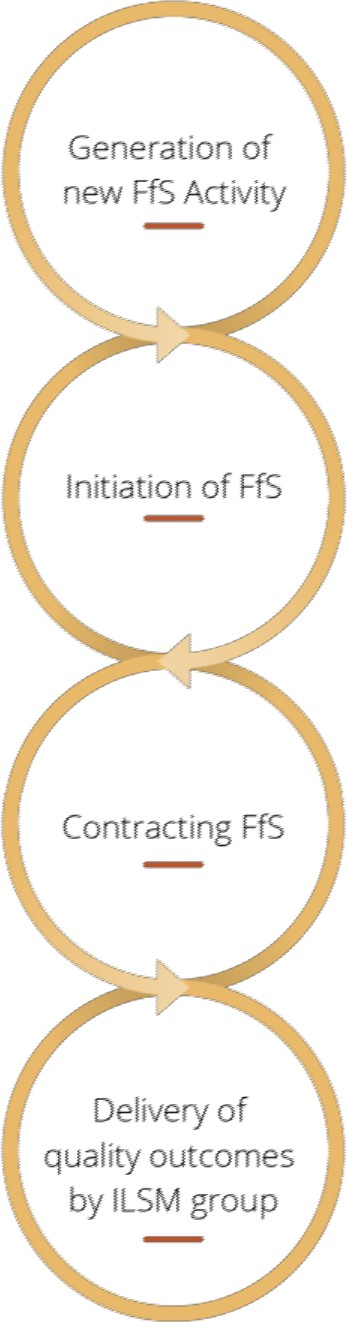 Generation of
new FfS Activity
Initiation of FfS
Contracting FfS
Delivery of
quality outcomes
by ILSM group